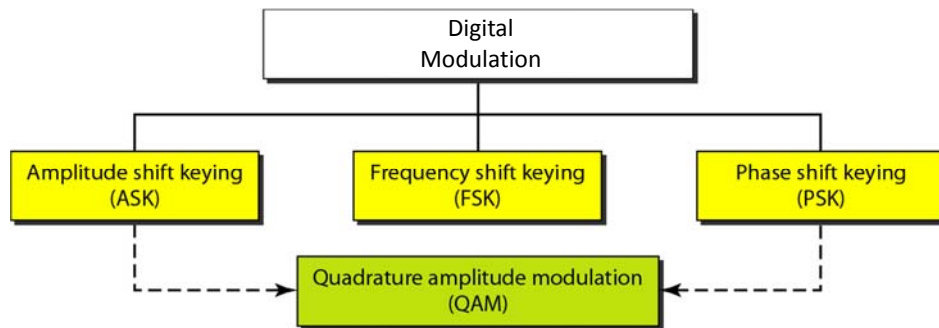 Digital
Modulation
Amplitude shift keying
(ASK)
Frequency shift keying
(FSK)
Phase shift keying
(PSK)
Quadrature amplitude modulation
(QAM)